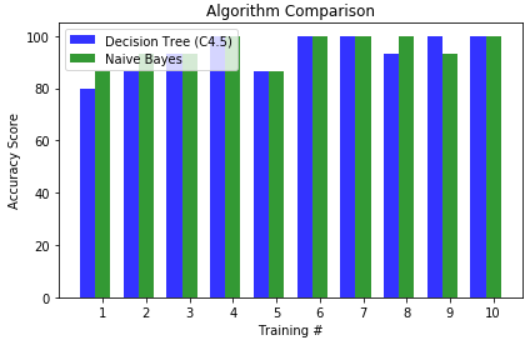 Algorithm Comparison
Decision Tree (C4.5)
Naive Bayes
Accuracy Score
100
80
60
40
20
0
1 2 3 4 5 6 7 8 9 10
Training #